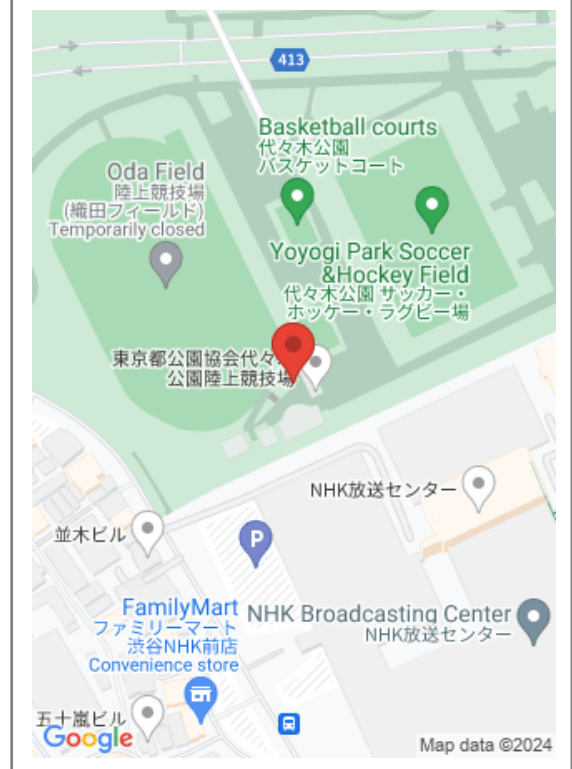 413
Basketball courts
代々木公園
バスケットコート
Oda Field
陸上競技場
(織田フィールド)
Temporarily closed
Yoyogi Park Soccer
&Hockey Field
代々木公園 サッカー・
ホッケー・ラグビー場
東京都公園協会代々
公園陸上競技場
NHK放送センター
並木ビル
P
FamilyMart
ファミリーマート
渋谷NHK前店
Convenience store
NHK Broadcasting Center
NHK放送センター
五十嵐ビル
Google
Map data ©2024